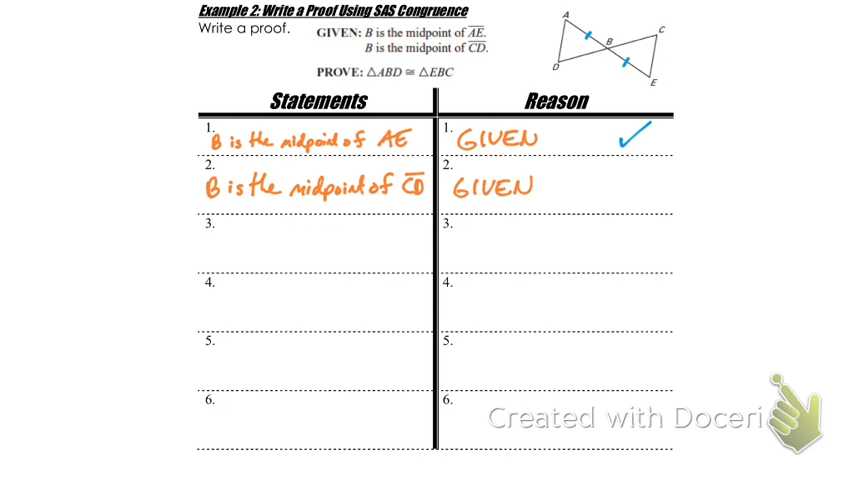 Example 2: Write a Proof Using SAS Congruence
Write a proof.
GIVEN: B is the midpoint of AE.
B is the midpoint of CD.
PROVE: △ABD ≅ △EBC
A
B
C
D
E
Statements
Reason
1.
B is the midpoint of AE
1.
GIVEN
2.
B is the midpoint of CD
2.
GIVEN
3.
3.
4.
4.
5.
5.
6.
6.
Created with Doceri